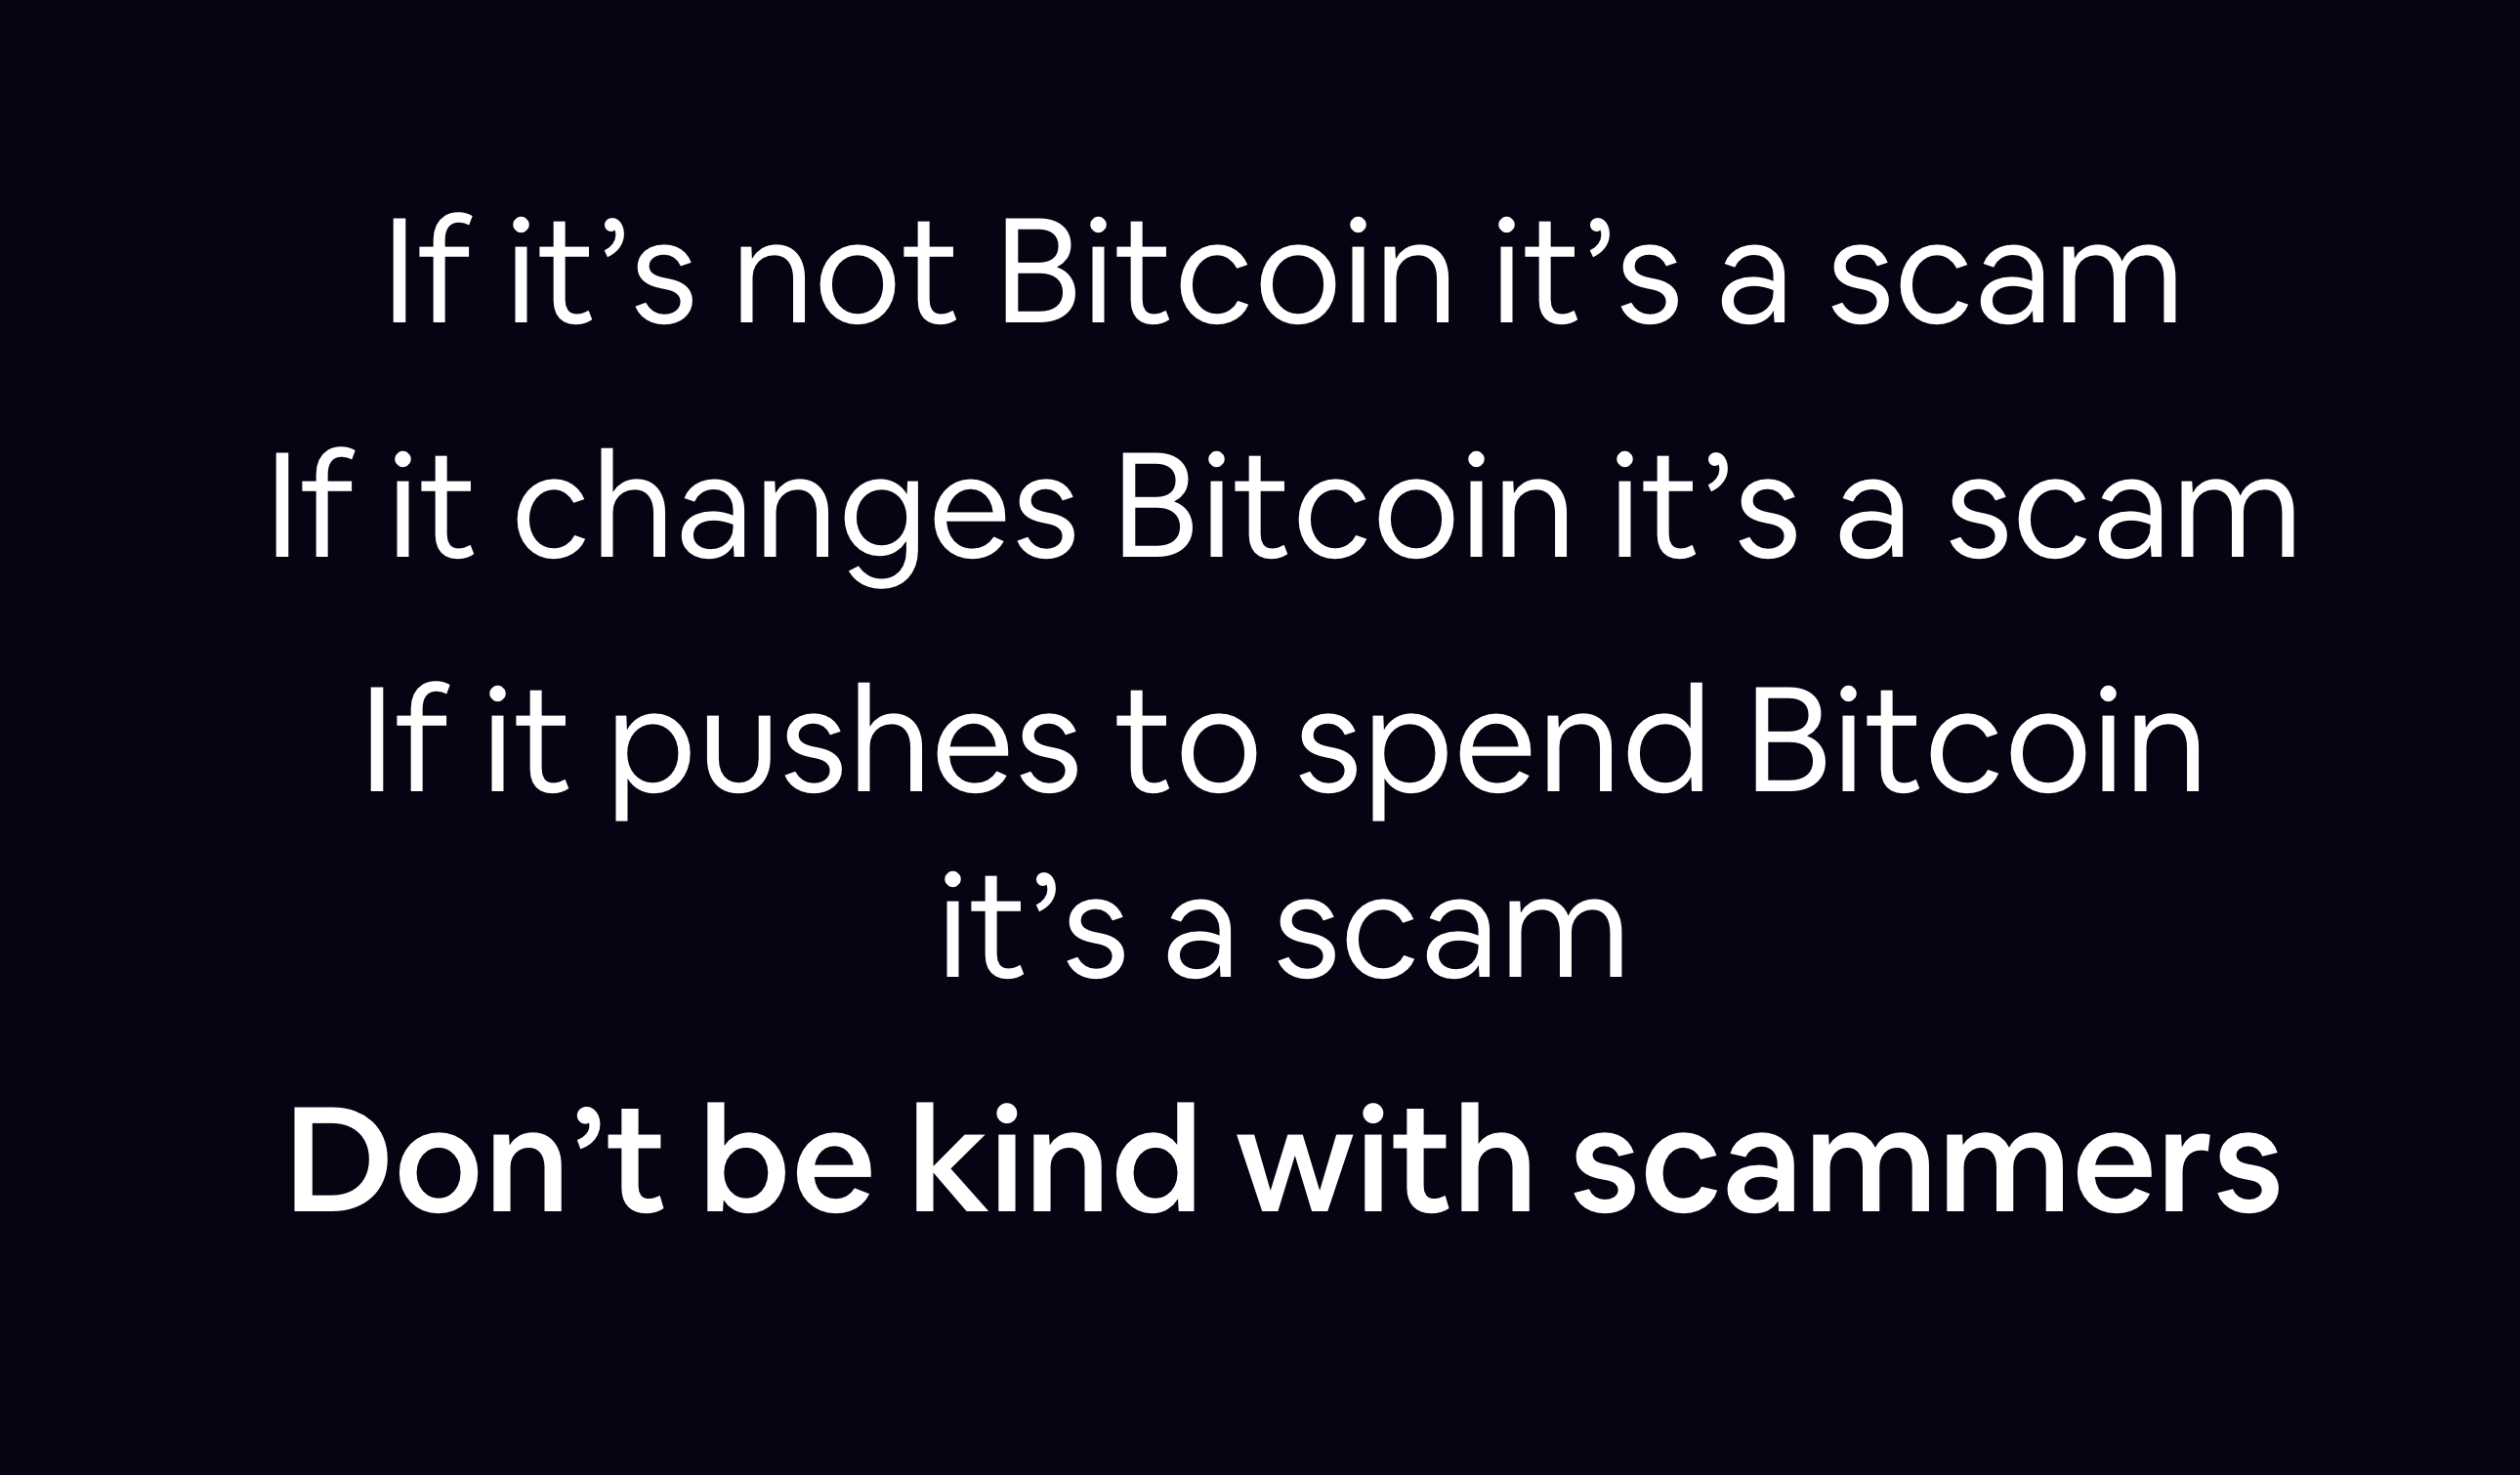 If it’s not Bitcoin it’s a scam
If it changes Bitcoin it’s a scam
If it pushes to spend Bitcoin
it’s a scam
Don’t be kind with scammers